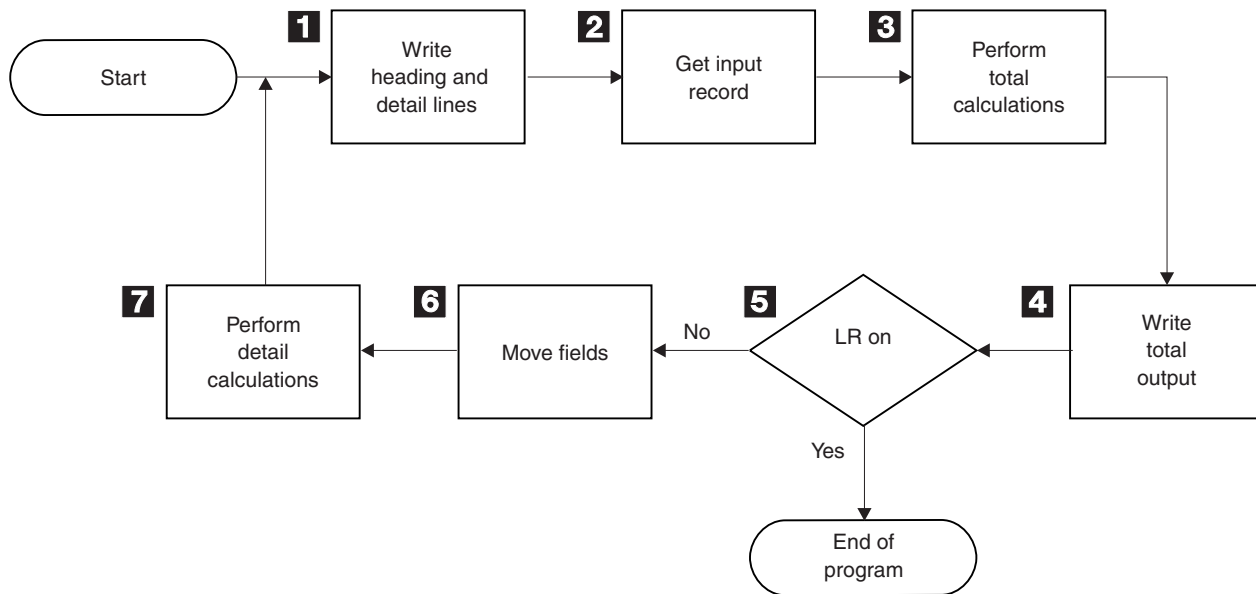 1
Write
heading and
detail lines
2
Get input
record
3
Perform
total
calculations
Start
7
Perform
detail
calculations
6
Move fields
No
5
LR on
4
Write
total
output
Yes
End of
program